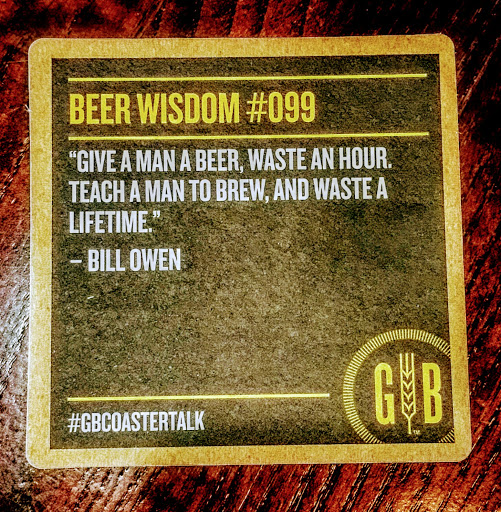 BEER WISDOM #099
“GIVE A MAN A BEER, WASTE AN HOUR.
TEACH A MAN TO BREW, AND WASTE A
LIFETIME.”
– BILL OWEN
#GBCOASTERTALK
G B